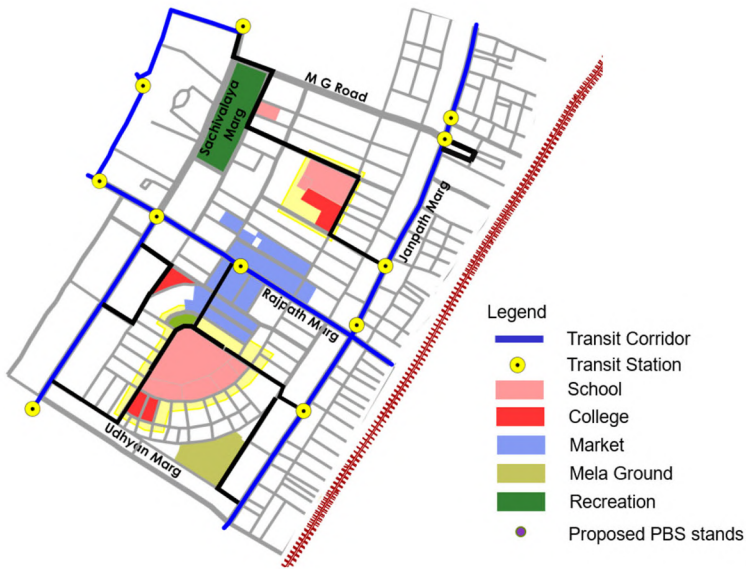 M G Road
Sachivalaya
Marg
Janpath Marg
Rajpath Marg
Udhyan Marg
Legend
Transit Corridor
Transit Station
School
College
Market
Mela Ground
Recreation
Proposed PBS stands